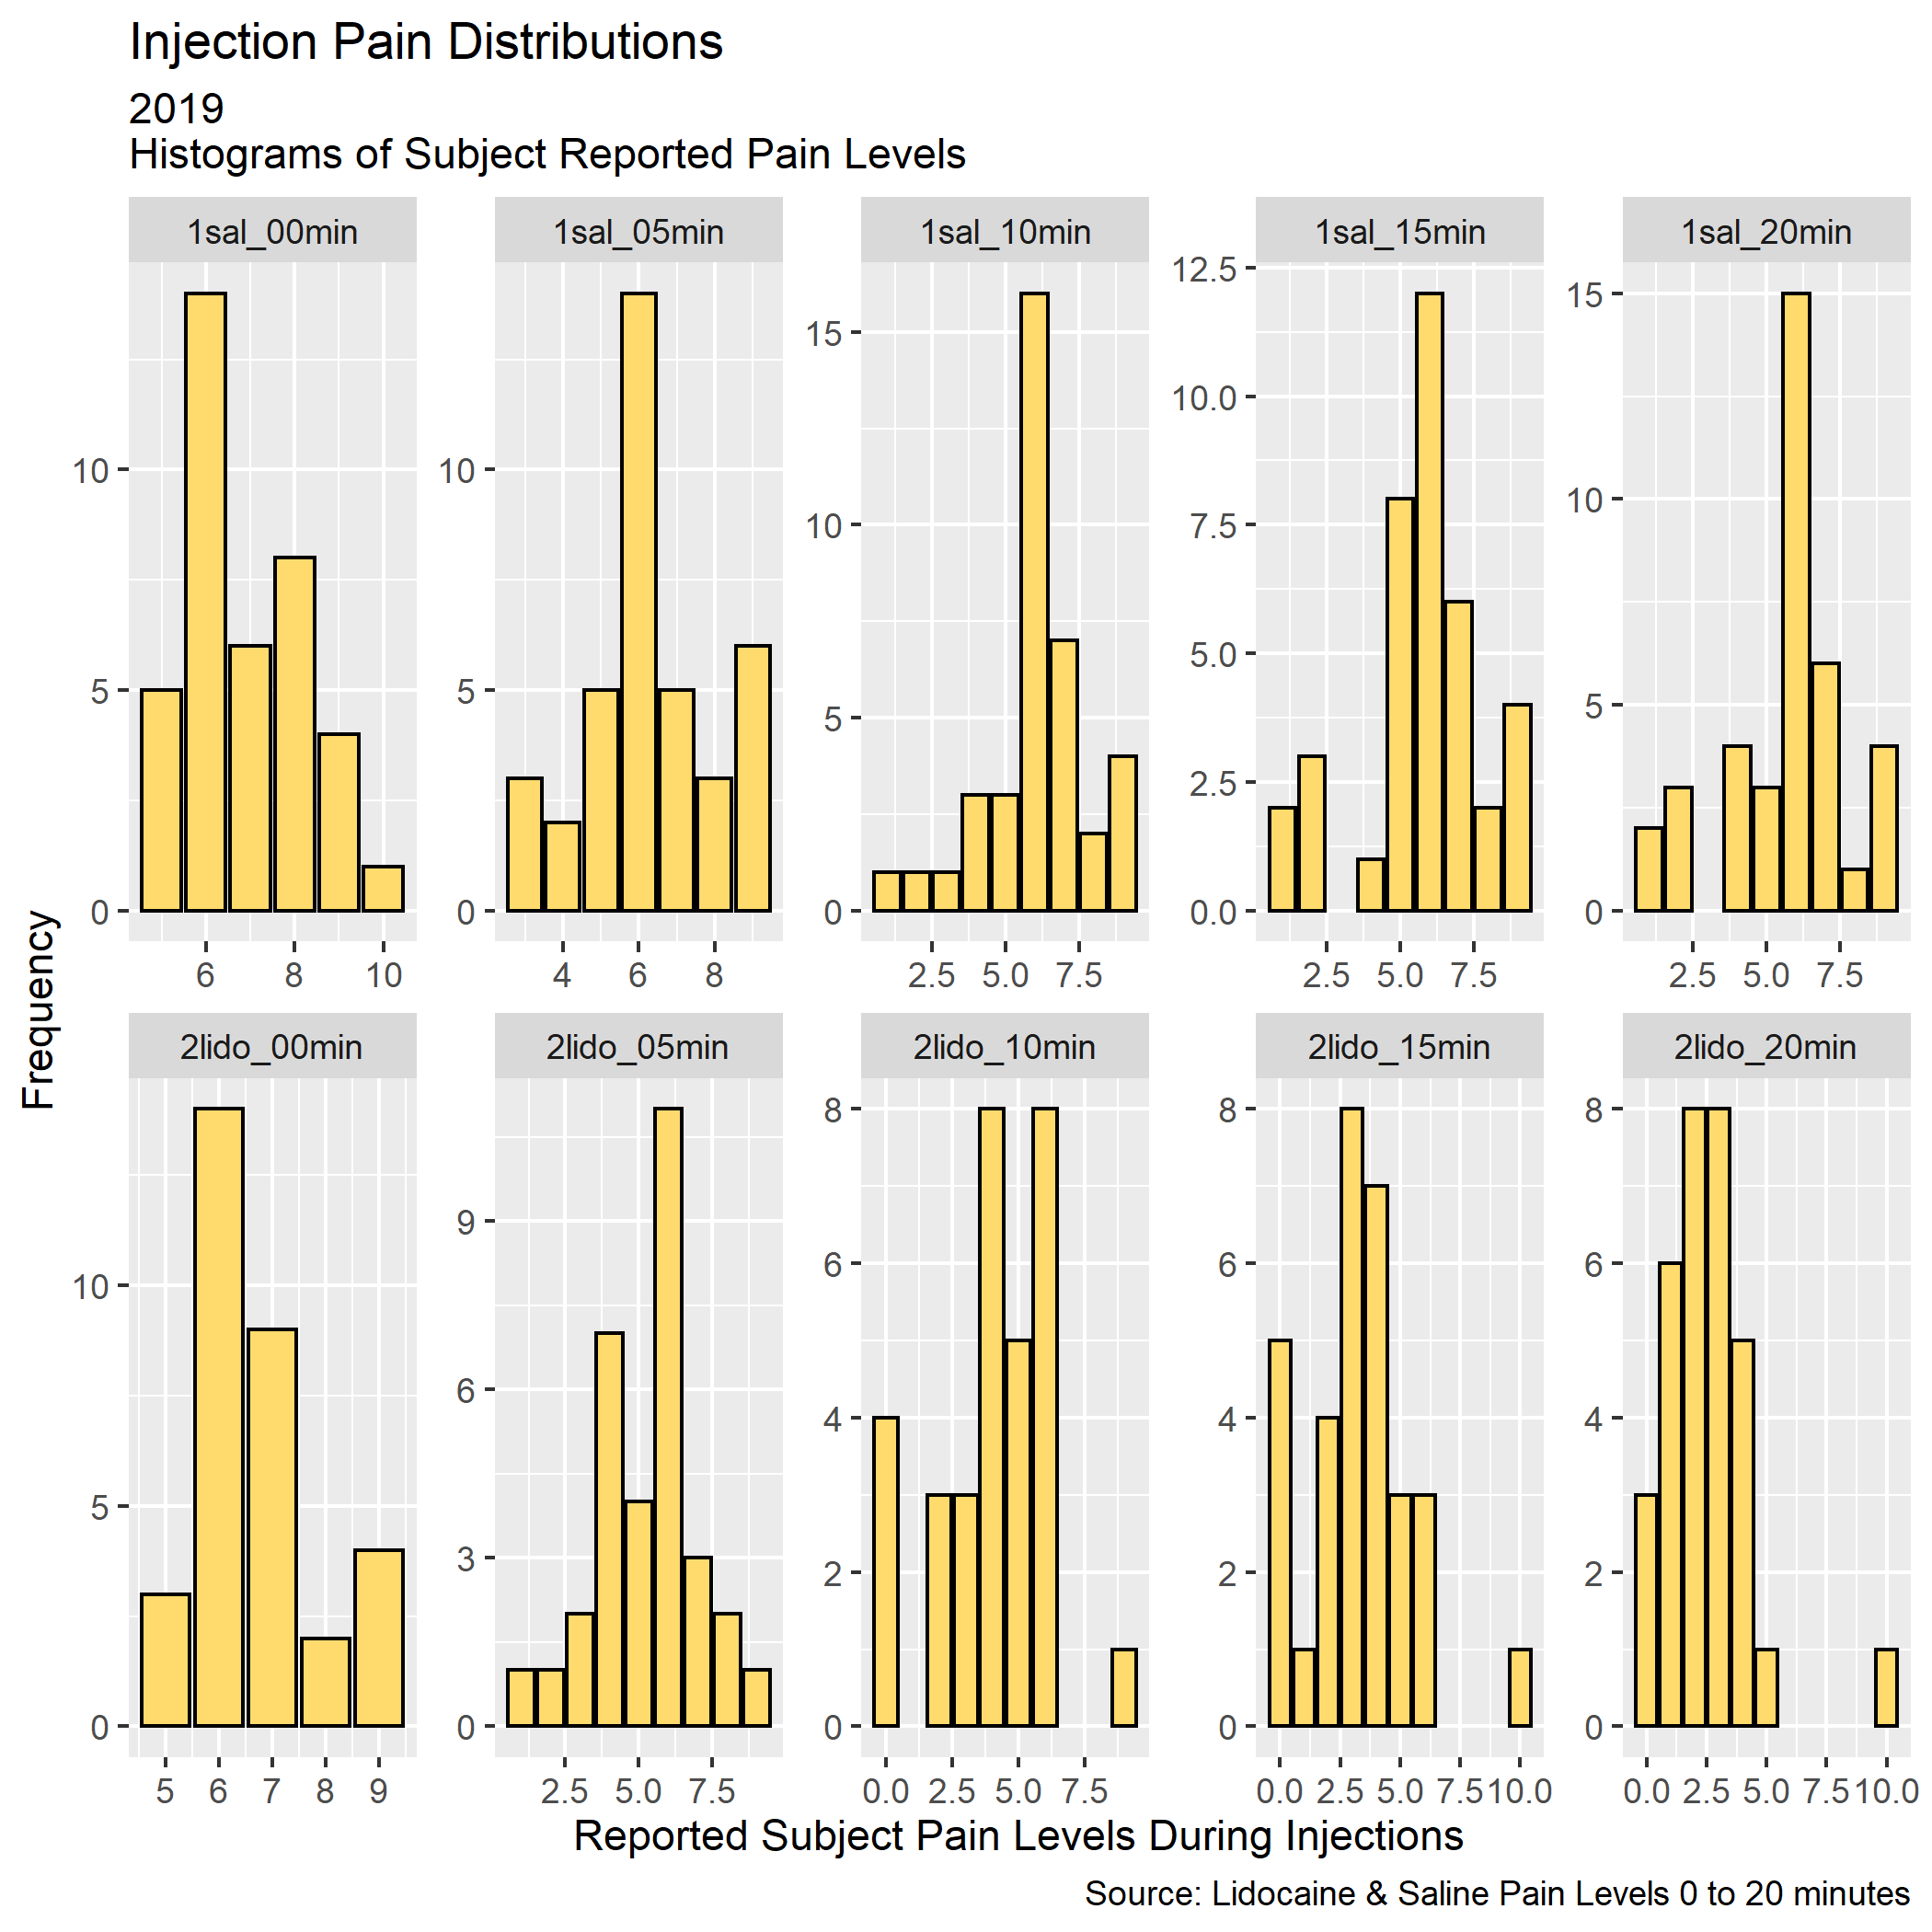 Injection Pain Distributions
2019
Histograms of Subject Reported Pain Levels
1sal_00min 1sal_05min 1sal_10min 1sal_15min 1sal_20min
10
5
0
6 8 10
10
5
0
4 6 8
15
10
5
0
2.5 5.0 7.5
12.5
10.0
7.5
5.0
2.5
0.0
2.5 5.0 7.5
15
10
5
0
2.5 5.0 7.5
Frequency
2lido_00min 2lido_05min 2lido_10min 2lido_15min 2lido_20min
10
5
0
5 6 7 8 9
9
6
3
0
2.5 5.0 7.5
8
6
4
2
0
0.0 2.5 5.0 7.5
8
6
4
2
0
0.0 2.5 5.0 7.5 10.0
8
6
4
2
0
0.0 2.5 5.0 7.5 10.0
Reported Subject Pain Levels During Injections
Source: Lidocaine & Saline Pain Levels 0 to 20 minutes